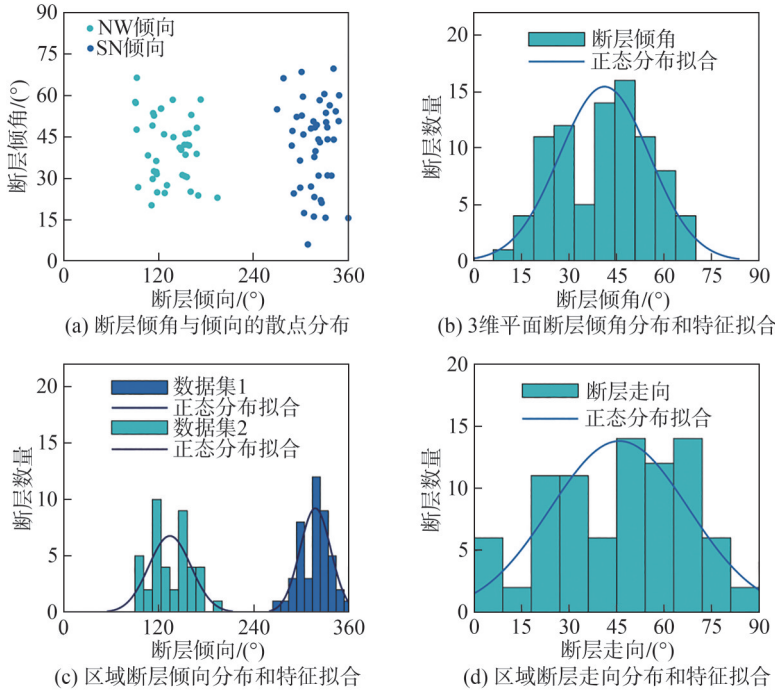 90
75
60
45
30
15
0
断层倾角/(°)
NW倾向
SN倾向
0
120
240
360
断层倾向/(°)
(a) 断层倾角与倾向的散点分布
20
15
10
5
0
断层数量
断层倾角
正态分布拟合
0
15
30
45
60
75
90
断层倾角/(°)
(b) 3维平面断层倾角分布和特征拟合
20
15
10
5
0
断层数量
数据集1
正态分布拟合
数据集2
正态分布拟合
0
120
240
360
断层倾向/(°)
(c) 区域断层倾向分布和特征拟合
20
15
10
5
0
断层数量
断层走向
正态分布拟合
0
15
30
45
60
75
90
断层走向/(°)
(d) 区域断层走向分布和特征拟合